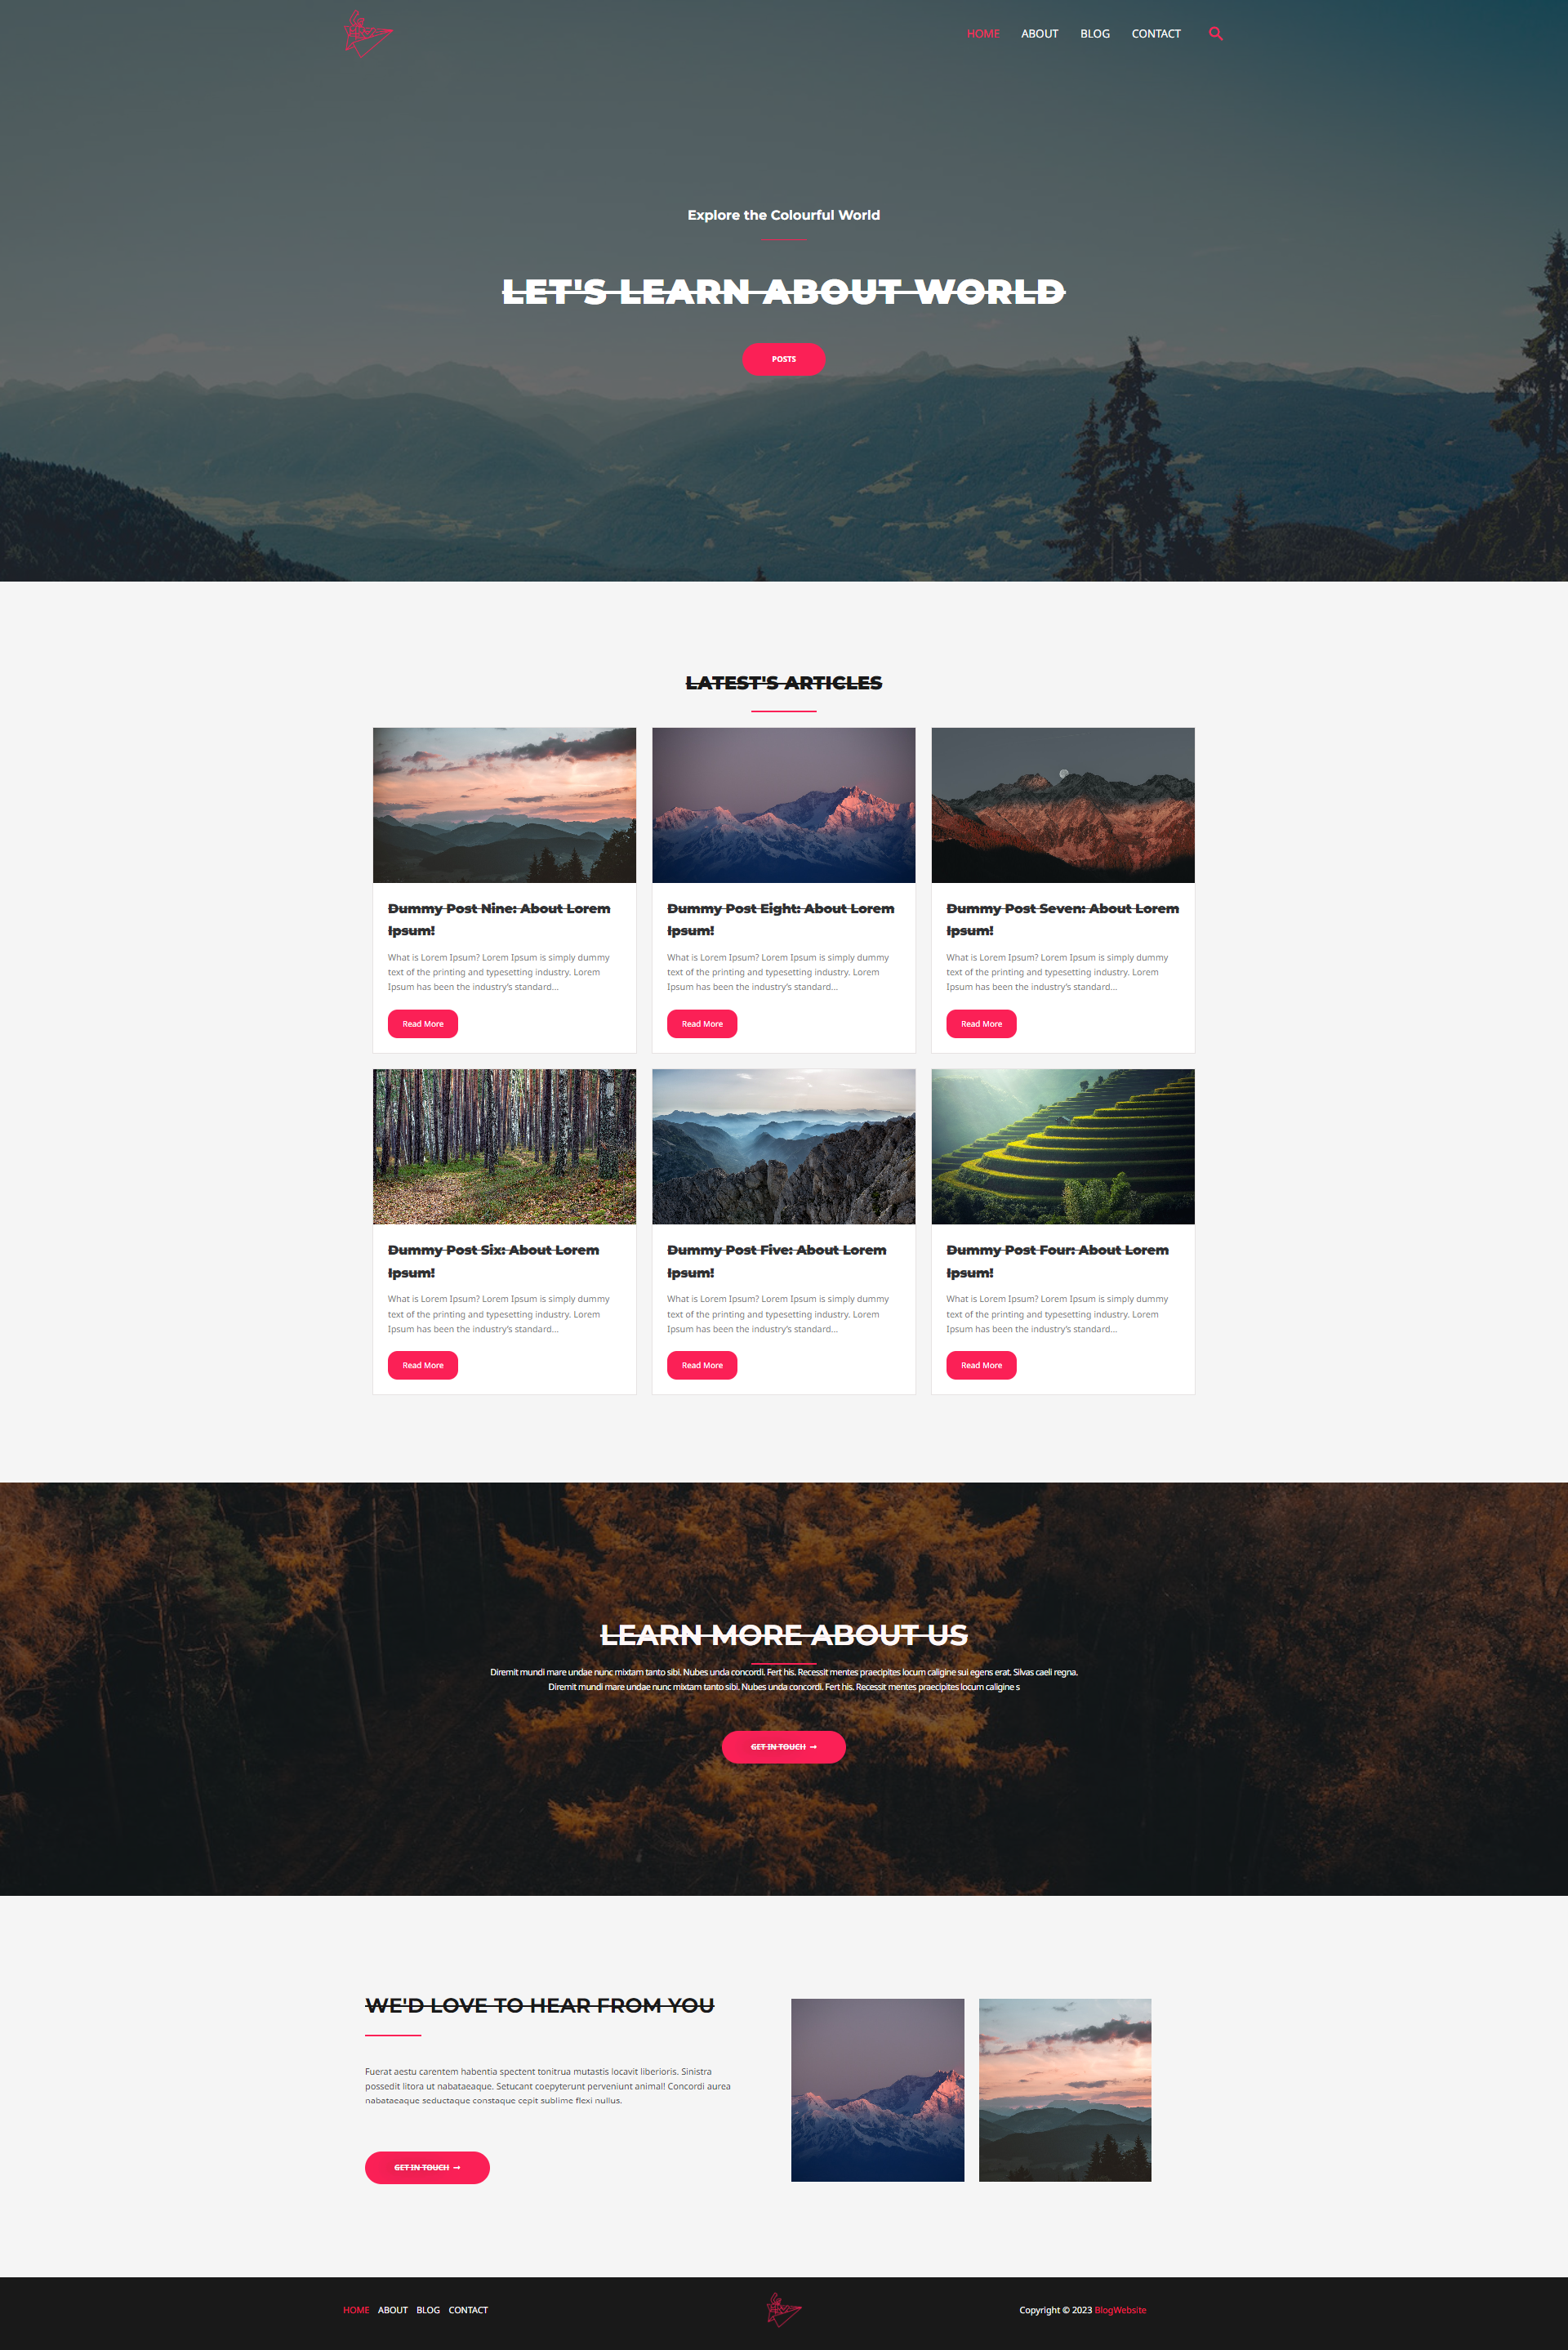 HOME ABOUT BLOG CONTACT
Explore the Colourful World
LET'S LEARN ABOUT WORLD
POSTS
LATEST'S ARTICLES
Dummy Post Nine: About Lorem
Ipsum!
What is Lorem Ipsum? Lorem Ipsum is simply dummy
text of the printing and typesetting industry. Lorem
Ipsum has been the industry's standard...
Read More
Dummy Post Eight: About Lorem
Ipsum!
What is Lorem Ipsum? Lorem Ipsum is simply dummy
text of the printing and typesetting industry. Lorem
Ipsum has been the industry's standard...
Read More
Dummy Post Seven: About Lorem
Ipsum!
What is Lorem Ipsum? Lorem Ipsum is simply dummy
text of the printing and typesetting industry. Lorem
Ipsum has been the industry's standard...
Read More
Dummy Post Six: About Lorem
Ipsum!
What is Lorem Ipsum? Lorem Ipsum is simply dummy
text of the printing and typesetting industry. Lorem
Ipsum has been the industry's standard...
Read More
Dummy Post Five: About Lorem
Ipsum!
What is Lorem Ipsum? Lorem Ipsum is simply dummy
text of the printing and typesetting industry. Lorem
Ipsum has been the industry's standard...
Read More
Dummy Post Four: About Lorem
Ipsum!
What is Lorem Ipsum? Lorem Ipsum is simply dummy
text of the printing and typesetting industry. Lorem
Ipsum has been the industry's standard...
Read More
LEARN MORE ABOUT US
Diremit mundi mare undae nunc mixtam tanto sibi. Nubes unda concordi. Fert his. Recessit mentes praecipites locum caligine sui egens erat. Silvas caeli regna.
Diremit mundi mare undae nunc mixtam tanto sibi. Nubes unda concordi. Fert his. Recessit mentes praecipites locum caligine s
GET IN TOUCH →
WE'D LOVE TO HEAR FROM YOU
Fuerat aestu carentem habentia spectent tonitrua mutastis locavit liberioris. Sinistra
possedit litora ut nabataeaque. Setucant coepyterunt perveniunt animal! Concordi aurea
nabataeaque seductaque constaque cepit sublime flexi nullus.
GET IN TOUCH →
HOME ABOUT BLOG CONTACT
Copyright © 2023 BlogWebsite